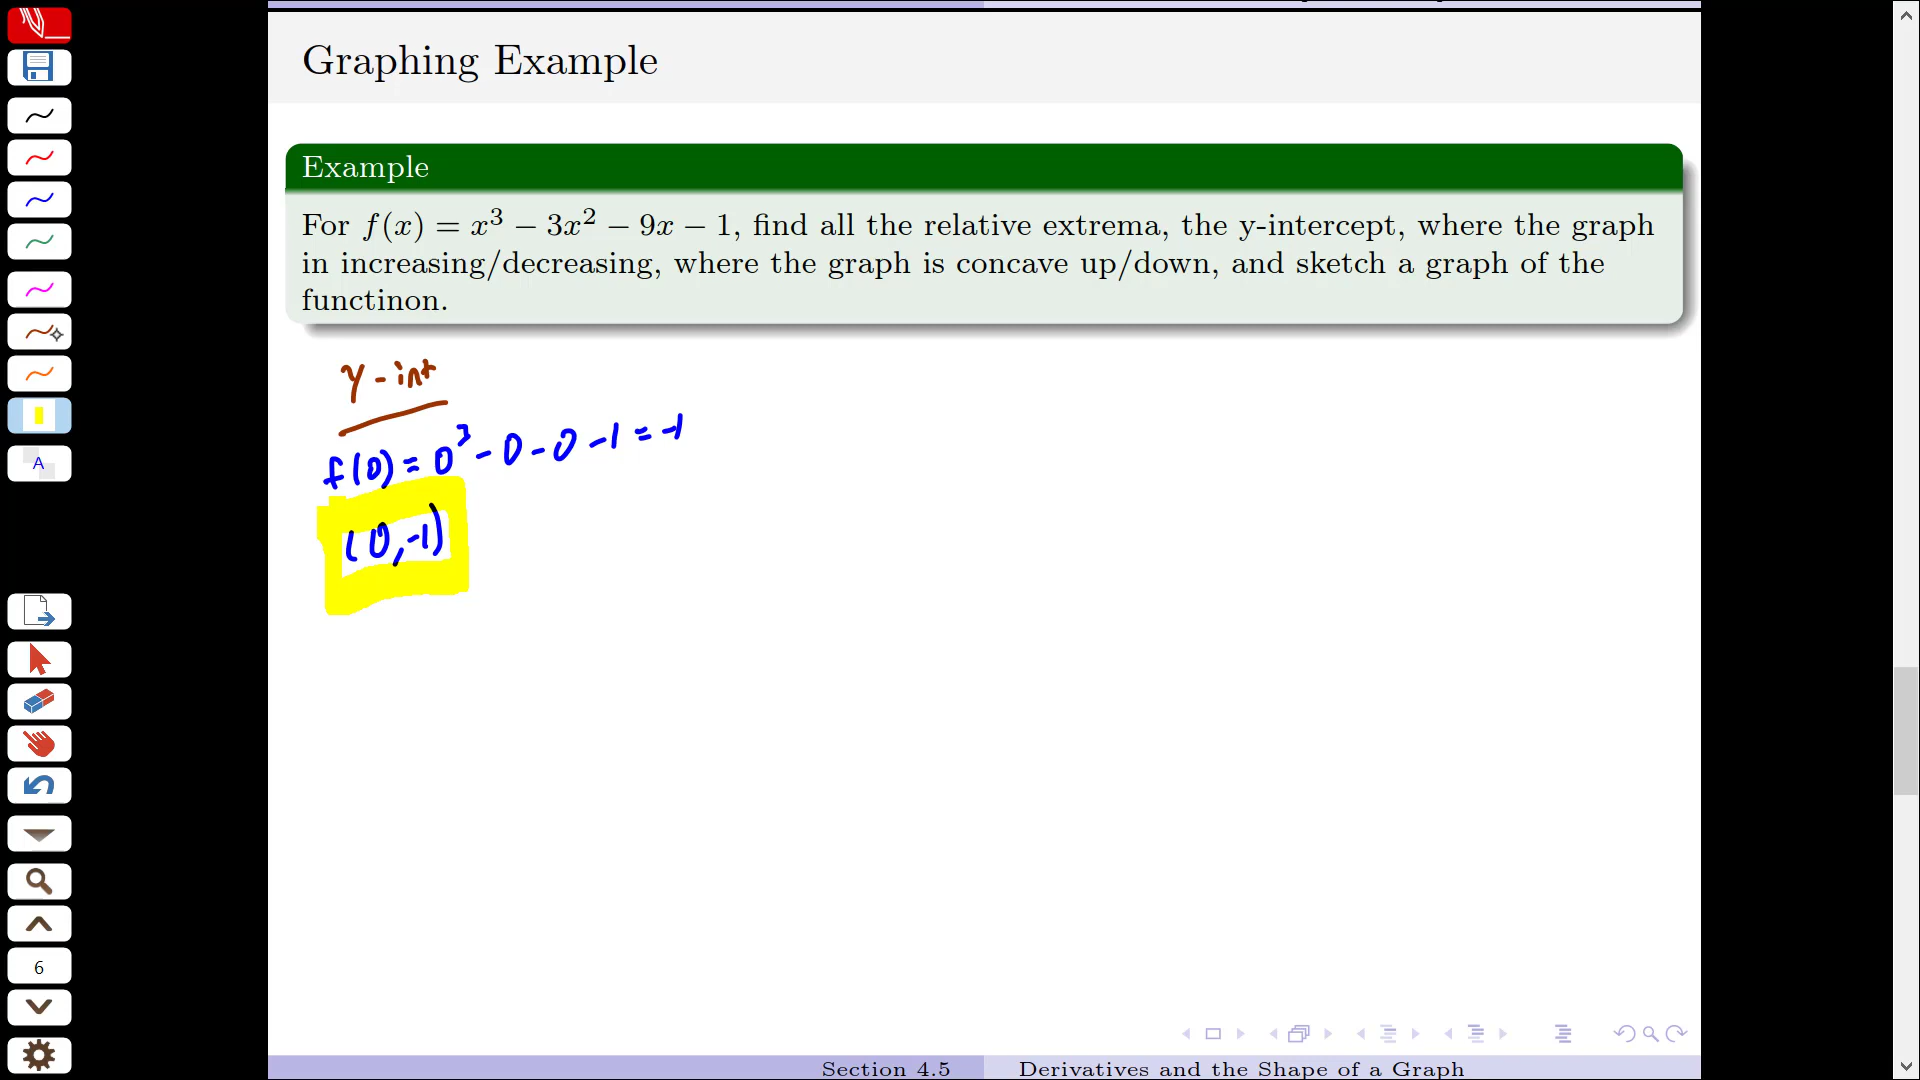 Graphing Example
Example
For f(x) = x³ − 3x² − 9x − 1, find all the relative extrema, the y-intercept, where the graph
in increasing/decreasing, where the graph is concave up/down, and sketch a graph of the
functinon.
y-int
f(0) = 0³ - 0 - 0 - 1 = -1
(0,-1)
A
6
Section 4.5 Derivatives and the Shape of a Graph